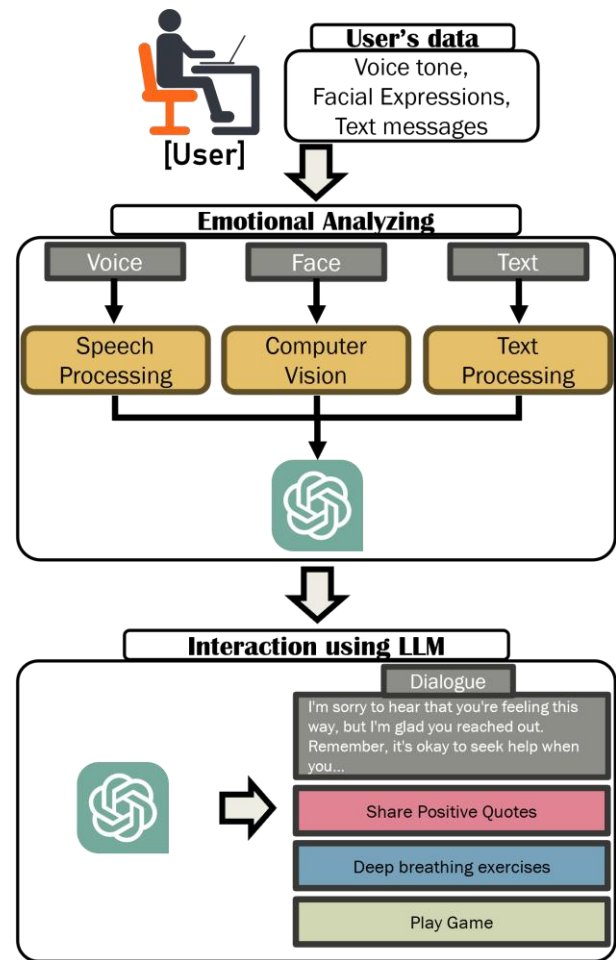 User's data
Voice tone,
Facial Expressions,
Text messages
[User]
Emotional Analyzing
Voice
Face
Text
Speech
Processing
Computer
Vision
Text
Processing
Interaction using LLM
Dialogue
I'm sorry to hear that you're feeling this
way, but I'm glad you reached out.
Remember, it's okay to seek help when
you...
Share Positive Quotes
Deep breathing exercises
Play Game